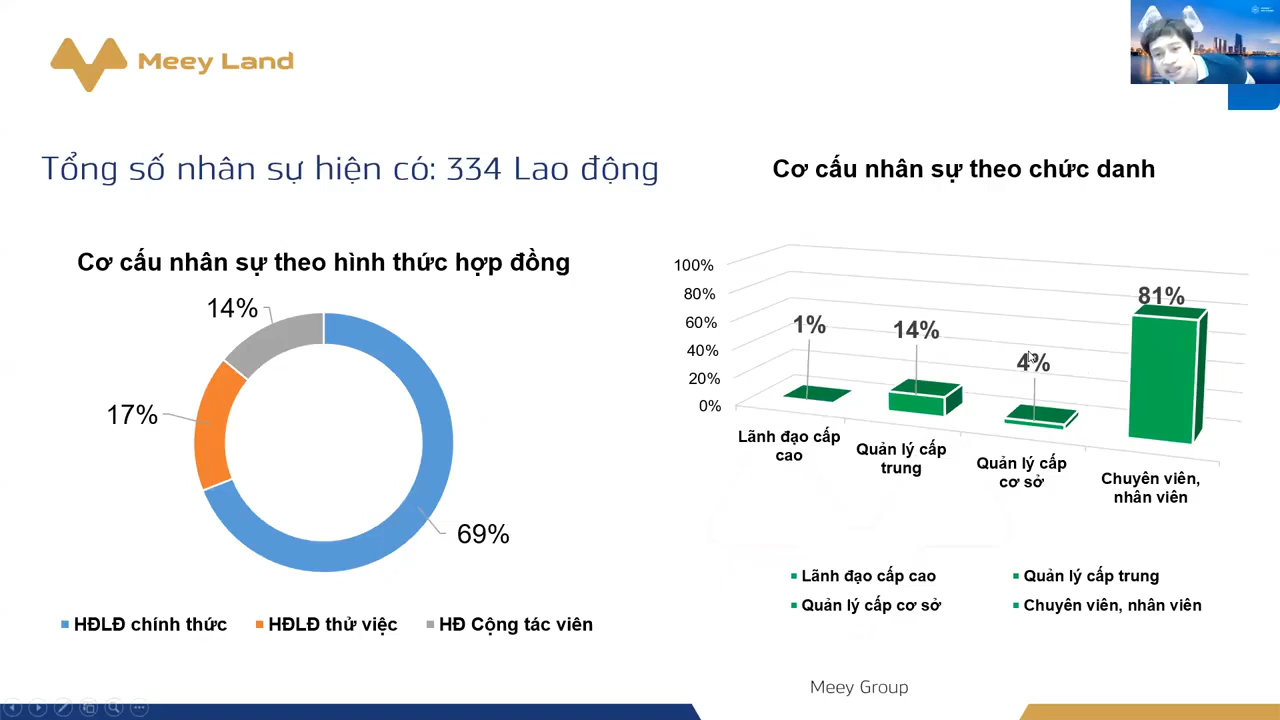 Meey Land
Tổng số nhân sự hiện có: 334 Lao động
Cơ cấu nhân sự theo hình thức hợp đồng
14%
17%
69%
HĐLĐ chính thức
HĐLĐ thử việc
HĐ Cộng tác viên
Cơ cấu nhân sự theo chức danh
100%
80%
60%
40%
20%
0%
1%
14%
4%
81%
Lãnh đạo cấp
cao
Quản lý cấp
trung
Quản lý cấp
cơ sở
Chuyên viên,
nhân viên
Lãnh đạo cấp cao
Quản lý cấp trung
Quản lý cấp cơ sở
Chuyên viên, nhân viên
Meey Group